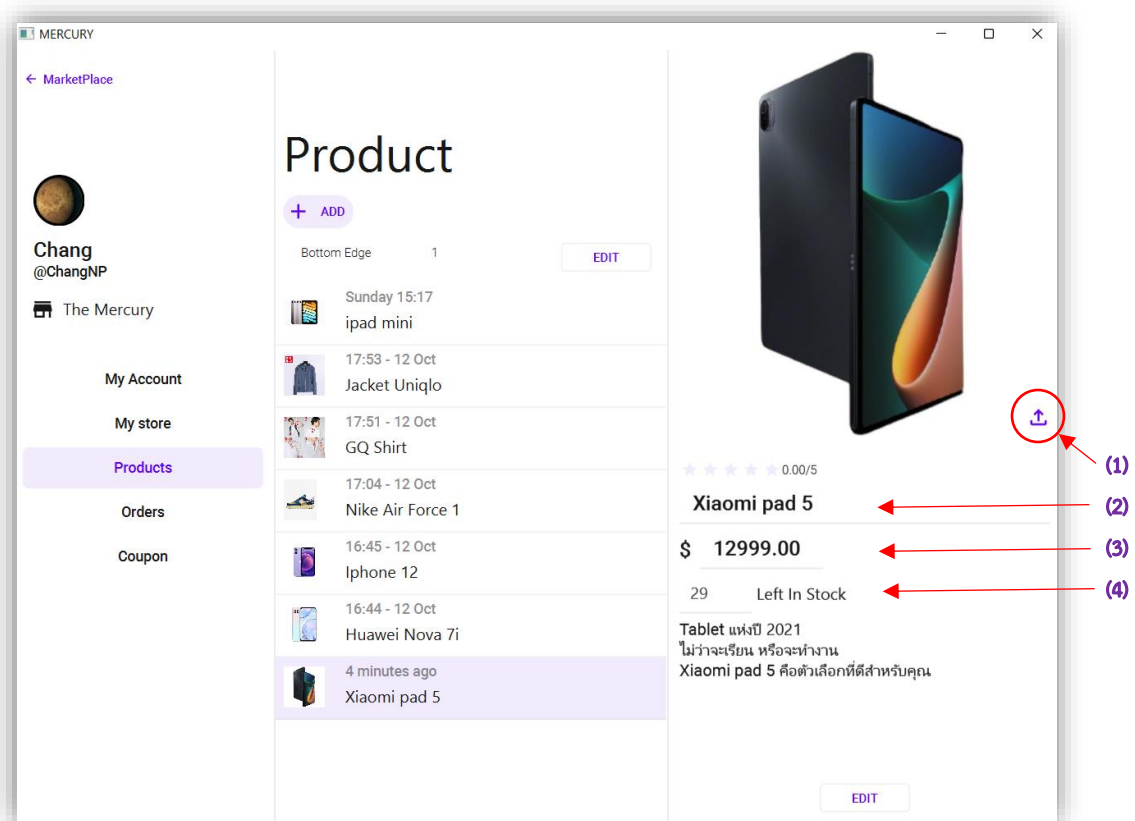 MERCURY
← MarketPlace
Chang
@ChangNP
The Mercury
My Account
My store
Products
Orders
Coupon
Product
+ ADD
Bottom Edge 1 EDIT
Sunday 15:17
ipad mini
17:53 - 12 Oct
Jacket Uniqlo
17:51 - 12 Oct
GQ Shirt
17:04 - 12 Oct
Nike Air Force 1
16:45 - 12 Oct
Iphone 12
16:44 - 12 Oct
Huawei Nova 7i
4 minutes ago
Xiaomi pad 5
0.00/5
Xiaomi pad 5
$ 12999.00
29 Left In Stock
Tablet แห่งปี 2021
ไม่ว่าจะเรียน หรือจะทำงาน
Xiaomi pad 5 คือตัวเลือกที่ดีสำหรับคุณ
EDIT
(1)
(2)
(3)
(4)